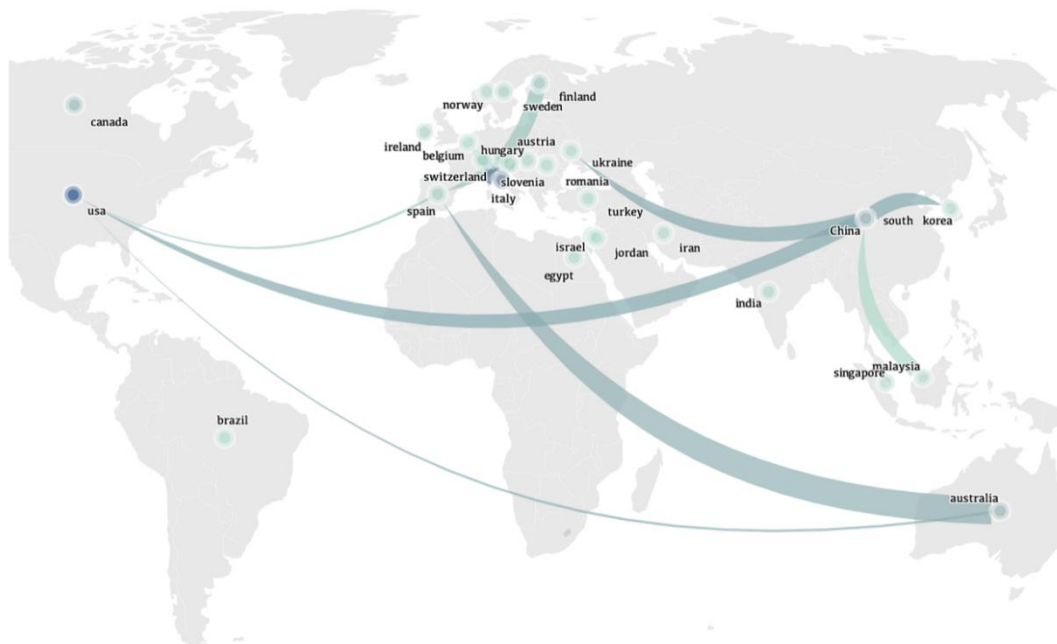 norway
sweden
finland
canada
ireland
belgium
hungary
austria
ukraine
switzerland
slovenia
romania
italy
usa
spain
turkey
south korea
China
israel
jordan
iran
egypt
india
singapore
malaysia
brazil
australia